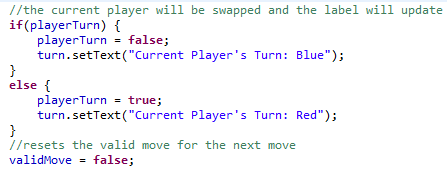 //the current player will be swapped and the label will update
if(playerTurn) {
    playerTurn = false;
    turn.setText("Current Player's Turn: Blue");
}
else {
    playerTurn = true;
    turn.setText("Current Player's Turn: Red");
}
//resets the valid move for the next move
validMove = false;